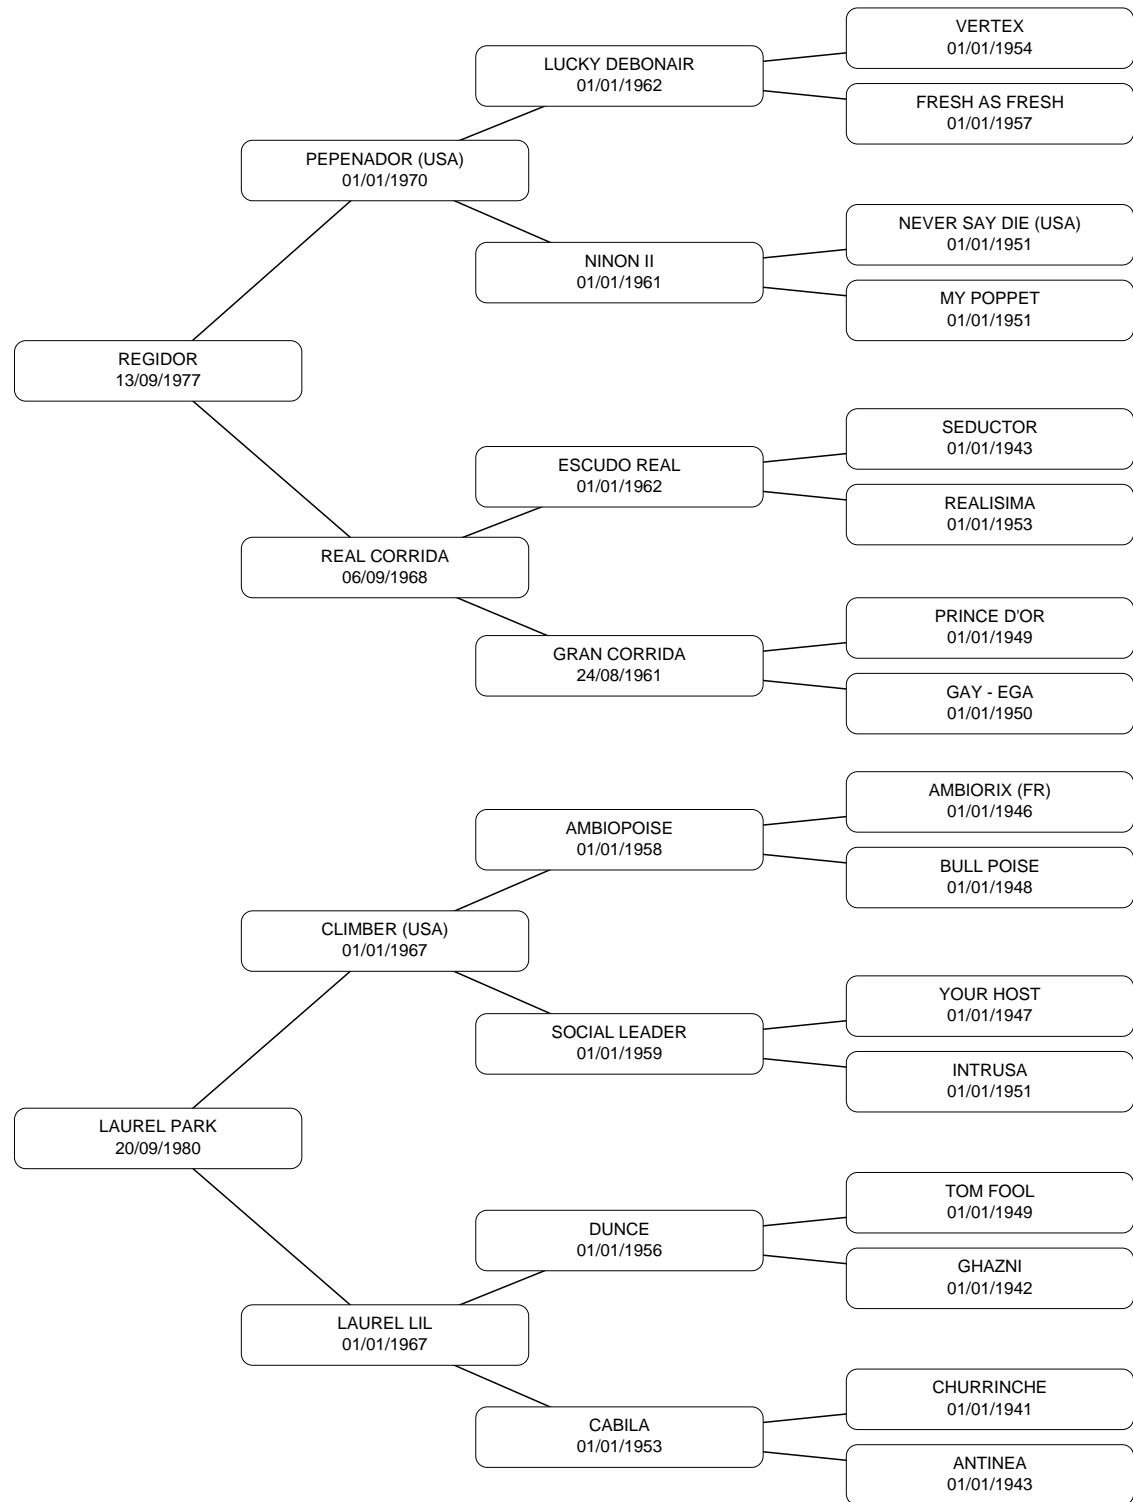 VERTEX
01/01/1954
LUCKY DEBONAIR
01/01/1962
FRESH AS FRESH
01/01/1957
PEPENADOR (USA)
01/01/1970
NEVER SAY DIE (USA)
01/01/1951
NINON II
01/01/1961
MY POPPET
01/01/1951
REGIDOR
13/09/1977
SEDUCTOR
01/01/1943
ESCUDO REAL
01/01/1962
REALISIMA
01/01/1953
REAL CORRIDA
06/09/1968
PRINCE D'OR
01/01/1949
GRAN CORRIDA
24/08/1961
GAY - EGA
01/01/1950
AMBIORIX (FR)
01/01/1946
AMBIOPOISE
01/01/1958
BULL POISE
01/01/1948
CLIMBER (USA)
01/01/1967
YOUR HOST
01/01/1947
SOCIAL LEADER
01/01/1959
INTRUSA
01/01/1951
LAUREL PARK
20/09/1980
TOM FOOL
01/01/1949
DUNCE
01/01/1956
GHAZNI
01/01/1942
LAUREL LIL
01/01/1967
CHURRINCHE
01/01/1941
CABILA
01/01/1953
ANTINEA
01/01/1943